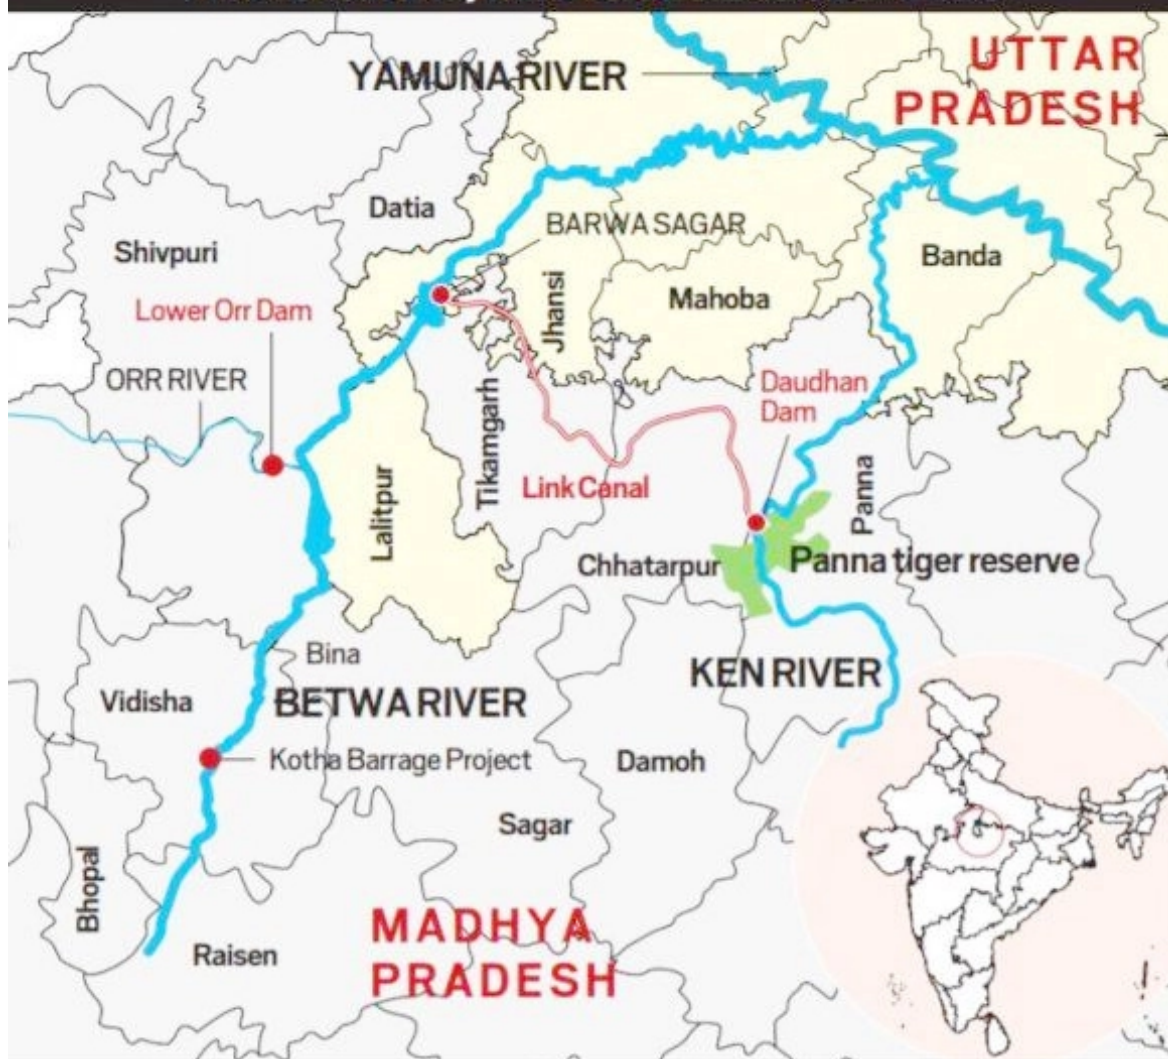 UTTAR
PRADESH
YAMUNA RIVER
Datia
BARWA SAGAR
Shivpuri
Banda
Jhansi
Mahoba
Lower Orr Dam
ORR RIVER
Daudhan
Dam
Tikamgarh
Link Canal
Lalitpur
Panna
Chhatarpur
Panna tiger reserve
Bina
KEN RIVER
Vidisha
BETWA RIVER
Kotha Barrage Project
Damoh
Sagar
Bhopal
MADHYA
PRADESH
Raisen